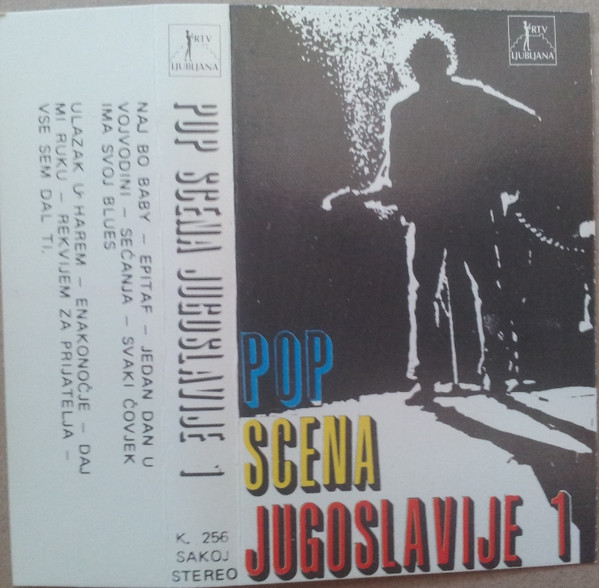 NAJ BO BABY – EPITAF – JEDAN DAN U
VOJVODINI – SEĆANJA – SVAKI ČOVJEK
IMA SVOJ BLUES
ULAZAK U HAREM – ENAKONOČJE – DAJ
MI RUKU – REKVIJEM ZA PRIJATELJA –
VSE SEM DAL TI.
RTV
LJUBLJANA
POP SCENA JUGOSLAVIJE 1
K. 256
SAKOJ
STEREO
RTV
LJUBLJANA
POP
SCENA
JUGOSLAVIJE 1